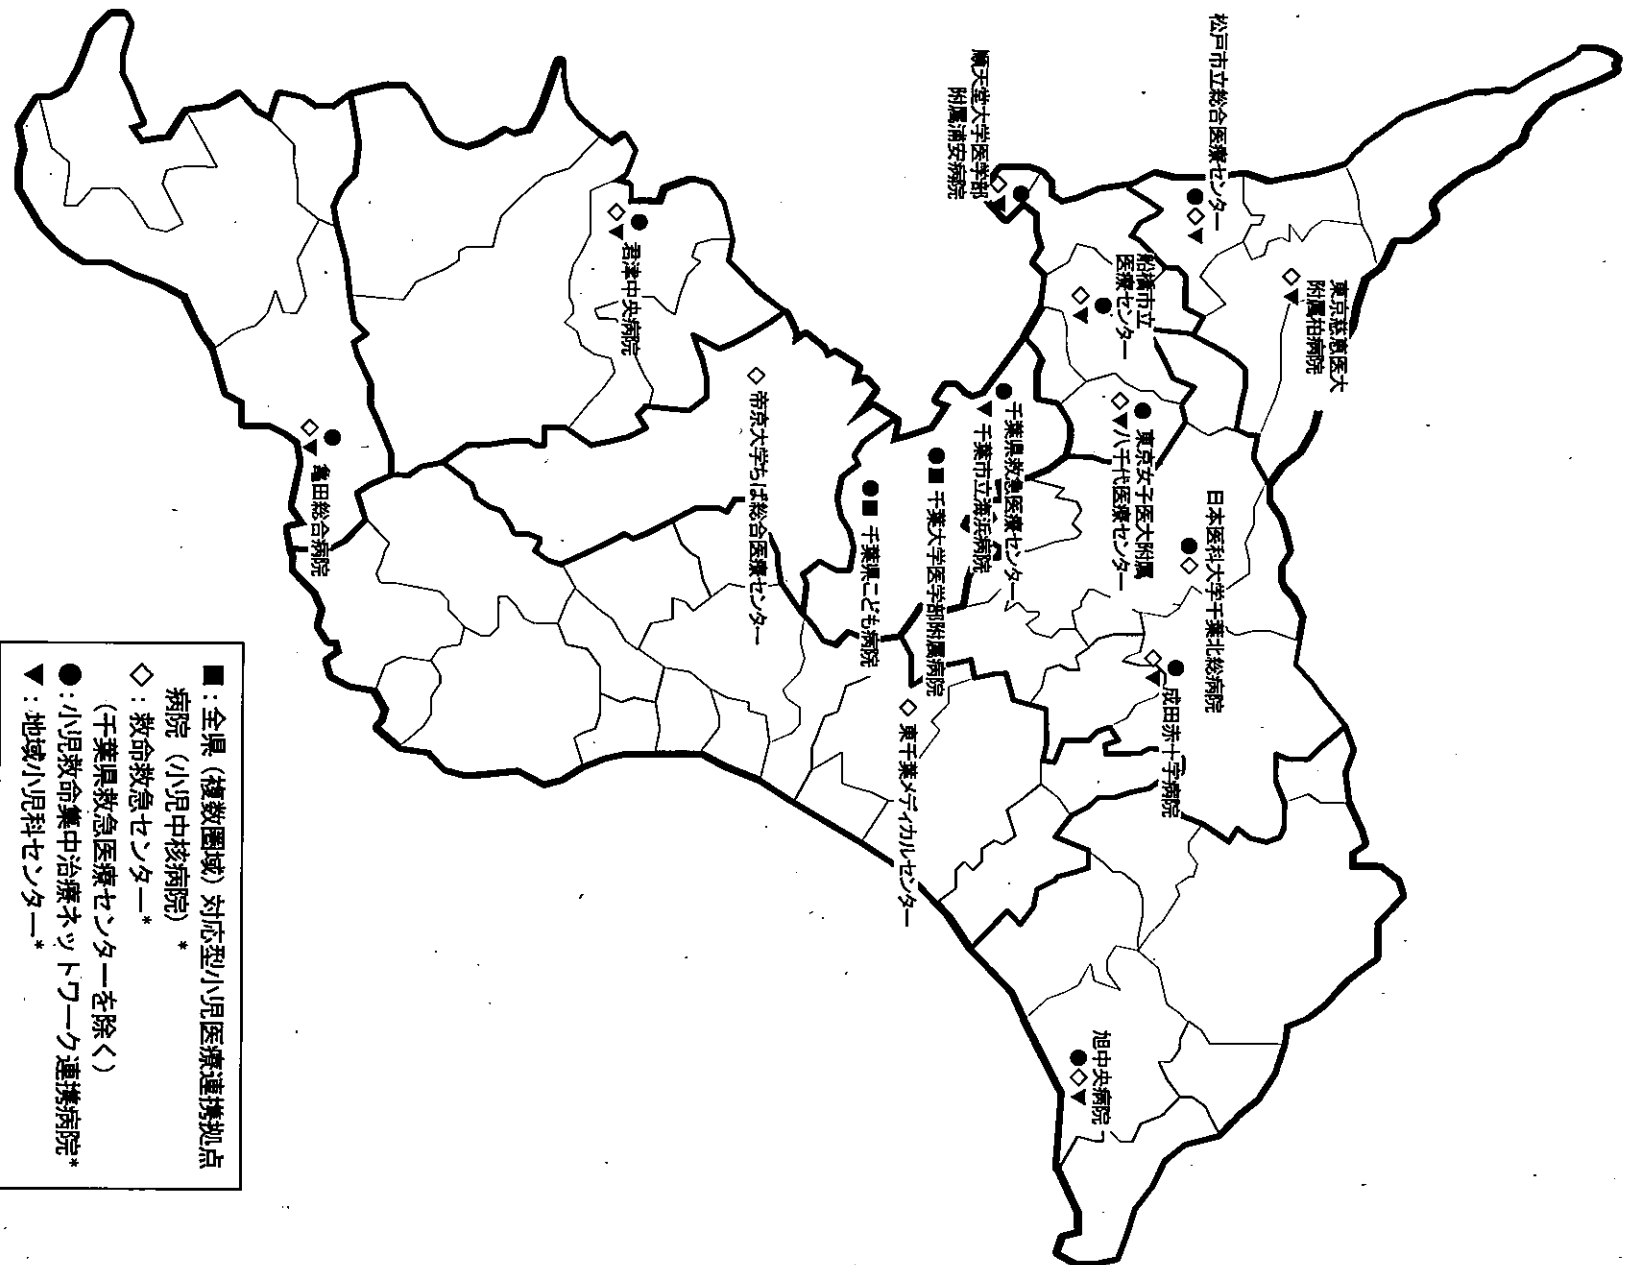 松戸市立総合医療センター
●◇▼
東京慈恵医大
附属柏病院
◇▼
順天堂大学医学部
附属浦安病院
●
◇▼
船橋市立
医療センター
●
◇▼
東京女子医大附属
八千代医療センター
●
◇▼
日本医科大学千葉北総病院
●◇
成田赤十字病院
●
◇▼
旭中央病院
●◇▼
●千葉県救急医療センター
▼千葉市立海浜病院
●■千葉大学医学部附属病院
●■千葉県こども病院
◇東千葉メディカルセンター
◇帝京大学ちば総合医療センター
君津中央病院
●
◇▼
亀田総合病院
●
◇▼
■：全県（複数圏域）対応型小児医療連携拠点
病院（小児中核病院）*
◇：救命救急センター*
（千葉県救急医療センターを除く）
●：小児救命集中治療ネットワーク連携病院*
▼：地域小児科センター*